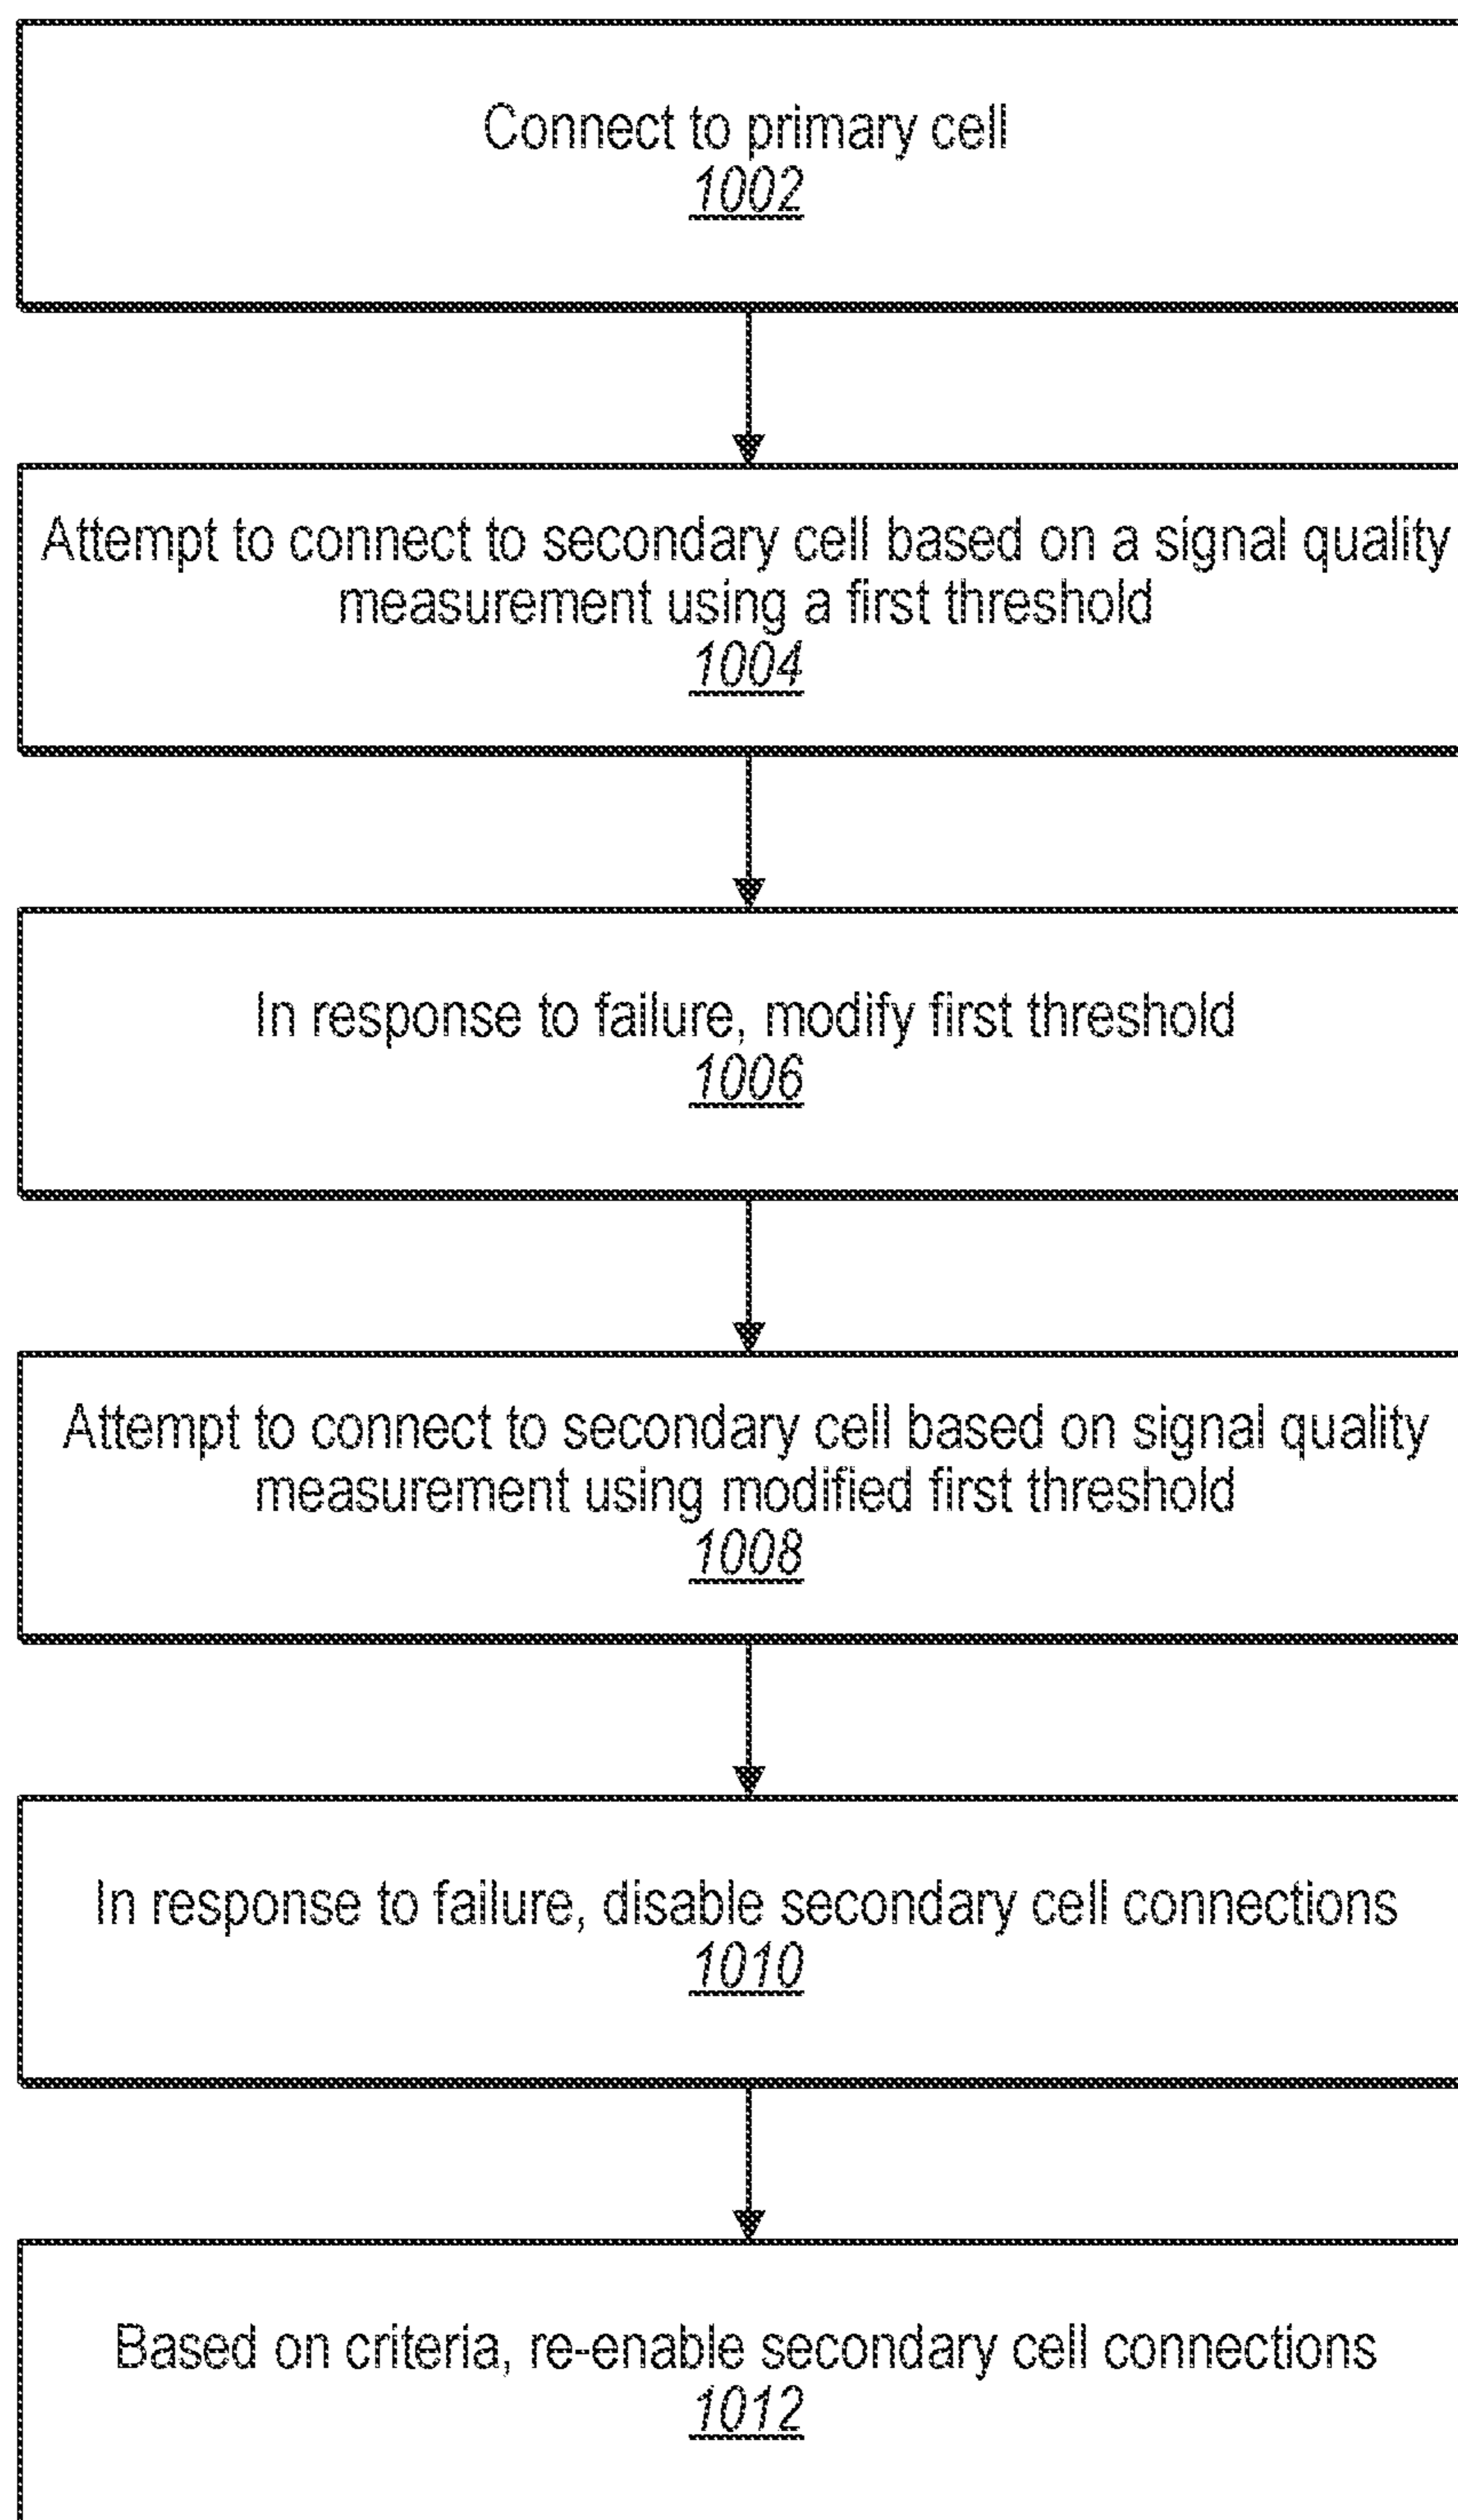 Connect to primary cell
1002
Attempt to connect to secondary cell based on a signal quality
measurement using a first threshold
1004
In response to failure, modify first threshold
1006
Attempt to connect to secondary cell based on signal quality
measurement using modified first threshold
1008
In response to failure, disable secondary cell connections
1010
Based on criteria, re-enable secondary cell connections
1012